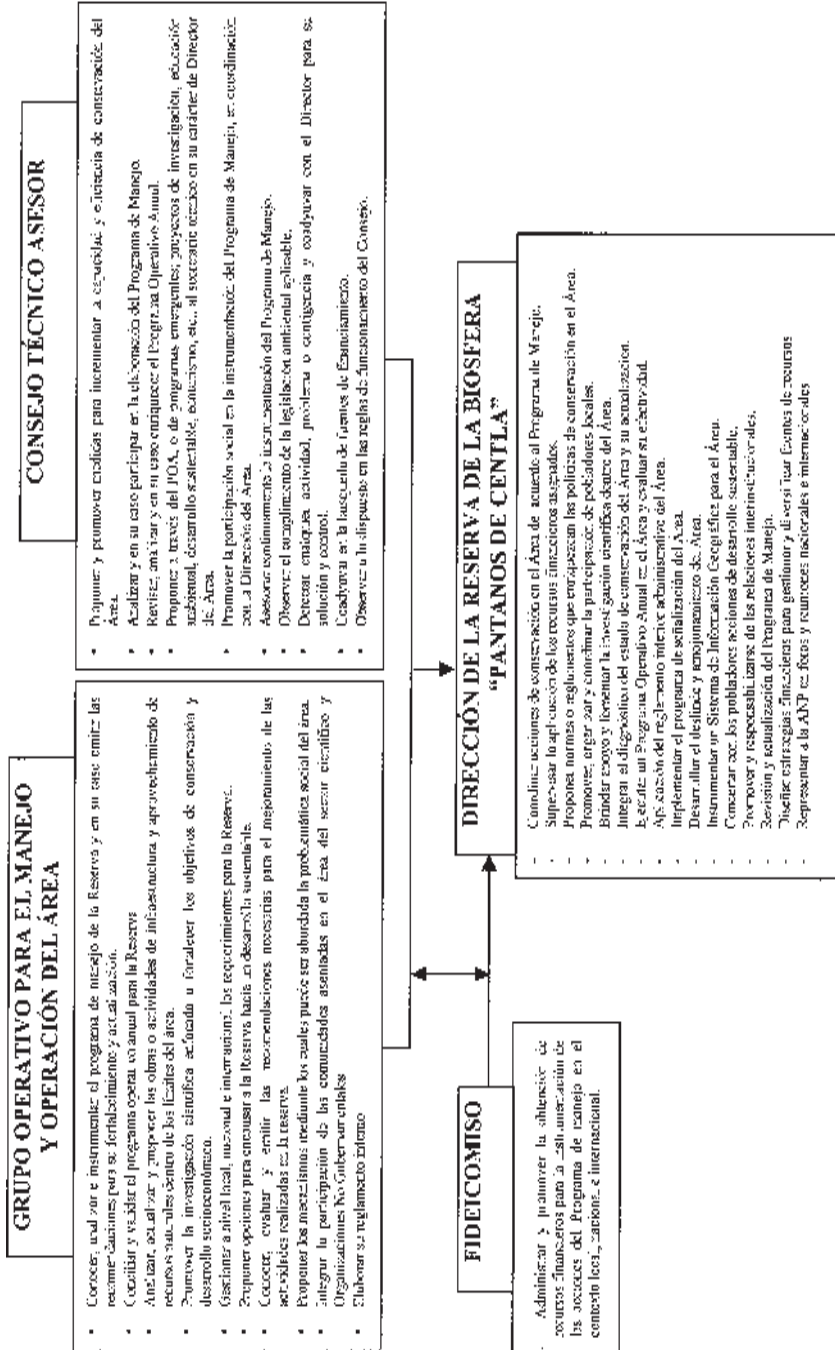 GRUPO OPERATIVO PARA EL MANEJO
Y OPERACIÓN DEL ÁREA
• Conocer, analizar e instrumentar el programa de manejo de la Reserva y en su caso emitir las
recomendaciones para su fortalecimiento y actualización.
• Conciliar y validar el programa operativo anual para la Reserva
• Analizar, actualizar y proponer las obras o actividades de infraestructura y aprovechamiento de
recursos naturales dentro de los límites del área.
• Promover la investigación científica enfocada a fortalecer los objetivos de conservación y
desarrollo socioeconómico.
• Gestionar a nivel local, nacional e internacional los requerimientos para la Reserva.
• Proponer opciones para encausar a la Reserva hacia un desarrollo sustentable.
• Conocer, evaluar y emitir las recomendaciones necesarias para el mejoramiento de las
actividades realizadas en la reserva.
• Proponer los mecanismos mediante los cuales puede ser abordada la problemática social del área.
• Integrar la participación de las comunidades asentadas en el área del sector científico y
Organizaciones No Gubernamentales
• Elaborar su reglamento interno
CONSEJO TÉCNICO ASESOR
• Proponer y promover medidas para incrementar la capacidad y eficiencia de conservación del
Área.
• Analizar y en su caso participar en la elaboración del Programa de Manejo.
• Revisar, analizar y en su caso enriquecer el Programa Operativo Anual.
• Proponer a través del POA, o de programas emergentes; proyectos de investigación, educación
ambiental, desarrollo sustentable, ecoturismo, etc., al secretario técnico en su carácter de Director
del Área.
• Promover la participación social en la instrumentación del Programa de Manejo, en coordinación
con la Dirección del Área.
• Asesorar continuamente la instrumentación del Programa de Manejo.
• Observar el cumplimiento de la legislación ambiental aplicable.
• Detectar cualquier actividad, problema o contigencia y coadyuvar con el Director para su
solución y control.
• Coadyuvar en la búsqueda de fuentes de financiamiento.
• Observar a lo dispuesto en las reglas de funcionamiento del Consejo.
FIDEICOMISO
- Administrar y promover la obtención de
recursos financieros para la instrumentación de
las acciones del Programa de manejo en el
contexto local, nacional e internacional.
DIRECCIÓN DE LA RESERVA DE LA BIOSFERA
“PANTANOS DE CENTLA”
- Coordinar acciones de conservación en el Área de acuerdo al Programa de Manejo.
- Supervisar la aplicación de los recursos financieros asignados.
- Proponer normas o reglamentos que enriquezcan las políticas de conservación en el Área.
- Promover, organizar y coordinar la participación de pobladores locales.
- Brindar apoyo y fomentar la investigación científica dentro del Área.
- Integrar el diagnóstico del estado de conservación del Área y su actualización.
- Ejecutar un Programa Operativo Anual en el Área y evaluar su efectividad.
- Aplicación del reglamento interior administrativo del Área.
- Implementar el programa de señalización del Área.
- Desarrollar el deslinde y amojonamiento del Área.
- Instrumentar un Sistema de Información Geográfica para el Área.
- Concertar con los pobladores acciones de desarrollo sustentable.
- Promover y responsabilizarse de las relaciones interinstitucionales.
- Revisión y actualización del Programa de Manejo.
- Diseñar estrategias financieras para gestionar y diversificar fuentes de recursos
- Representar a la ANP en foros y reuniones nacionales e internacionales